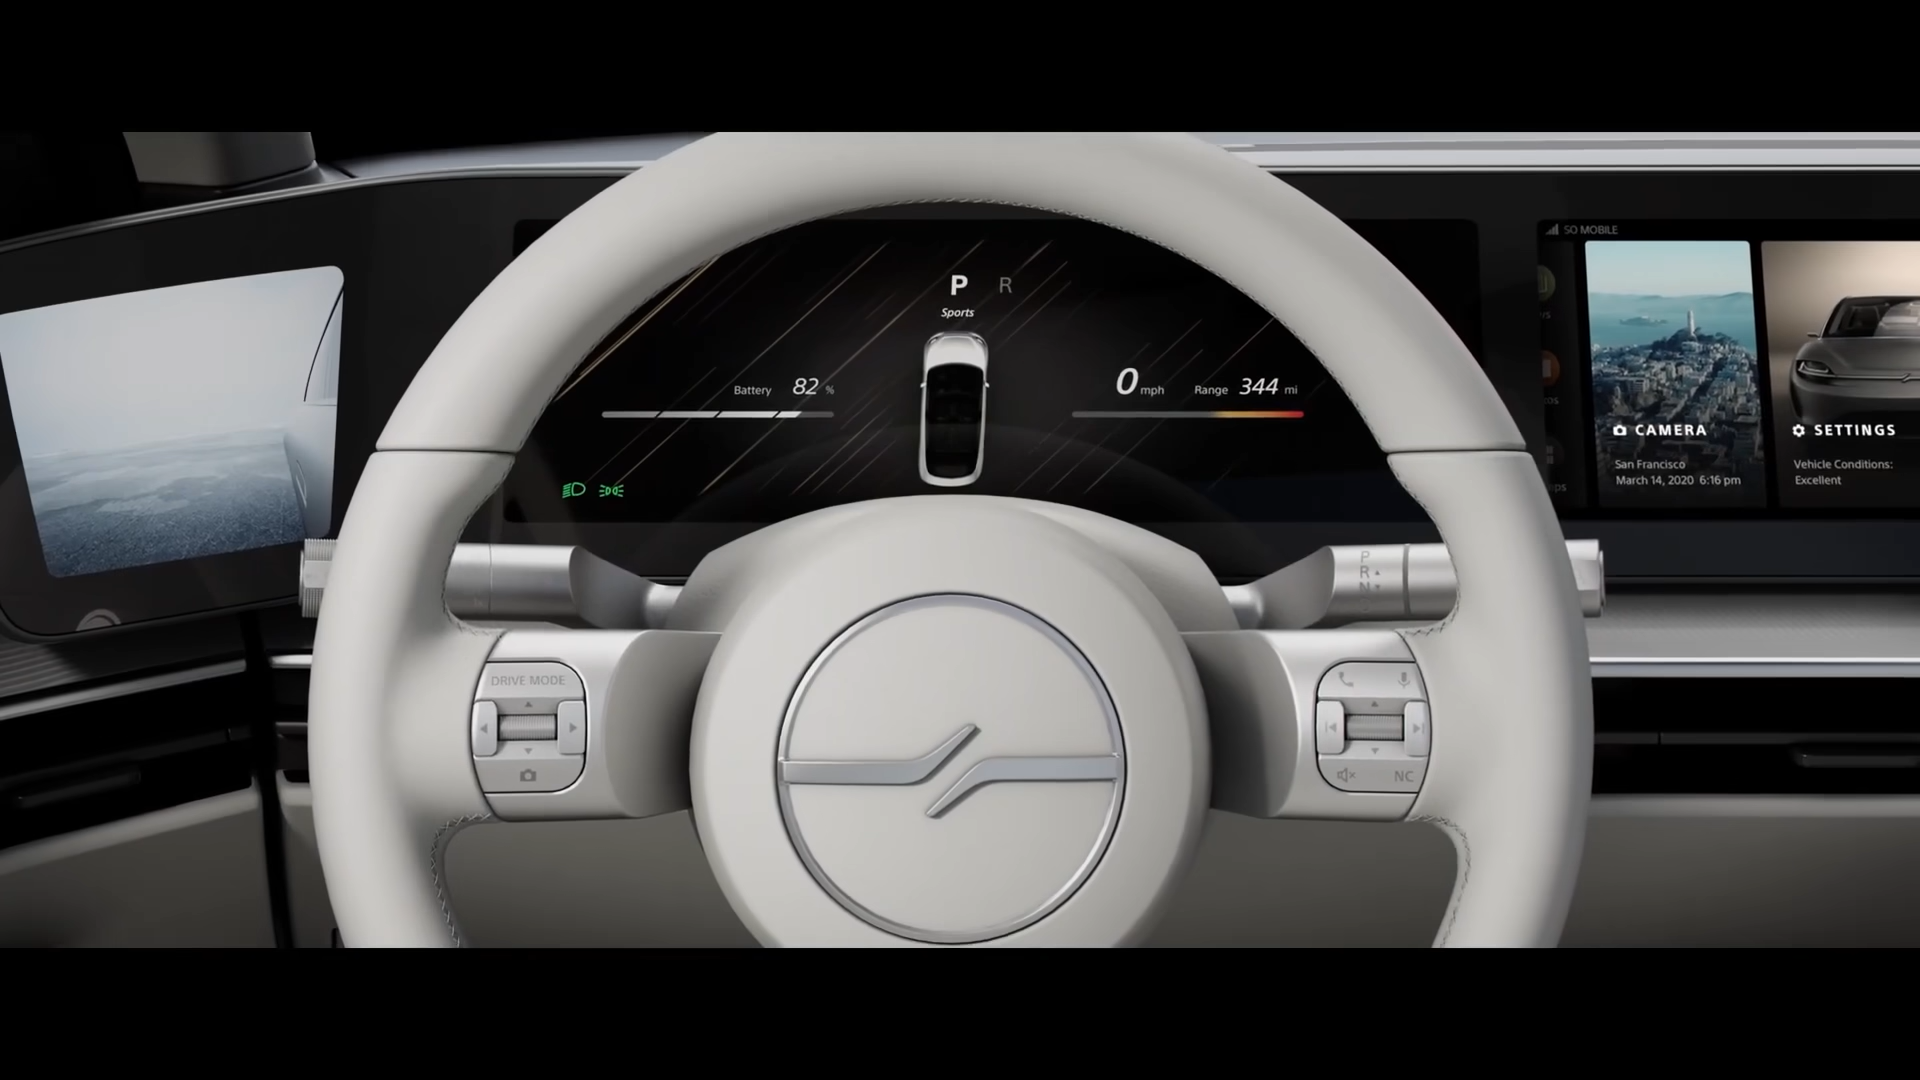 SO MOBILE
P R
Sports
Battery 82 %
0 mph Range 344 mi
CAMERA
San Francisco
March 14, 2020 6:16 pm
SETTINGS
Vehicle Conditions:
Excellent
P
R
N
DRIVE MODE
NC